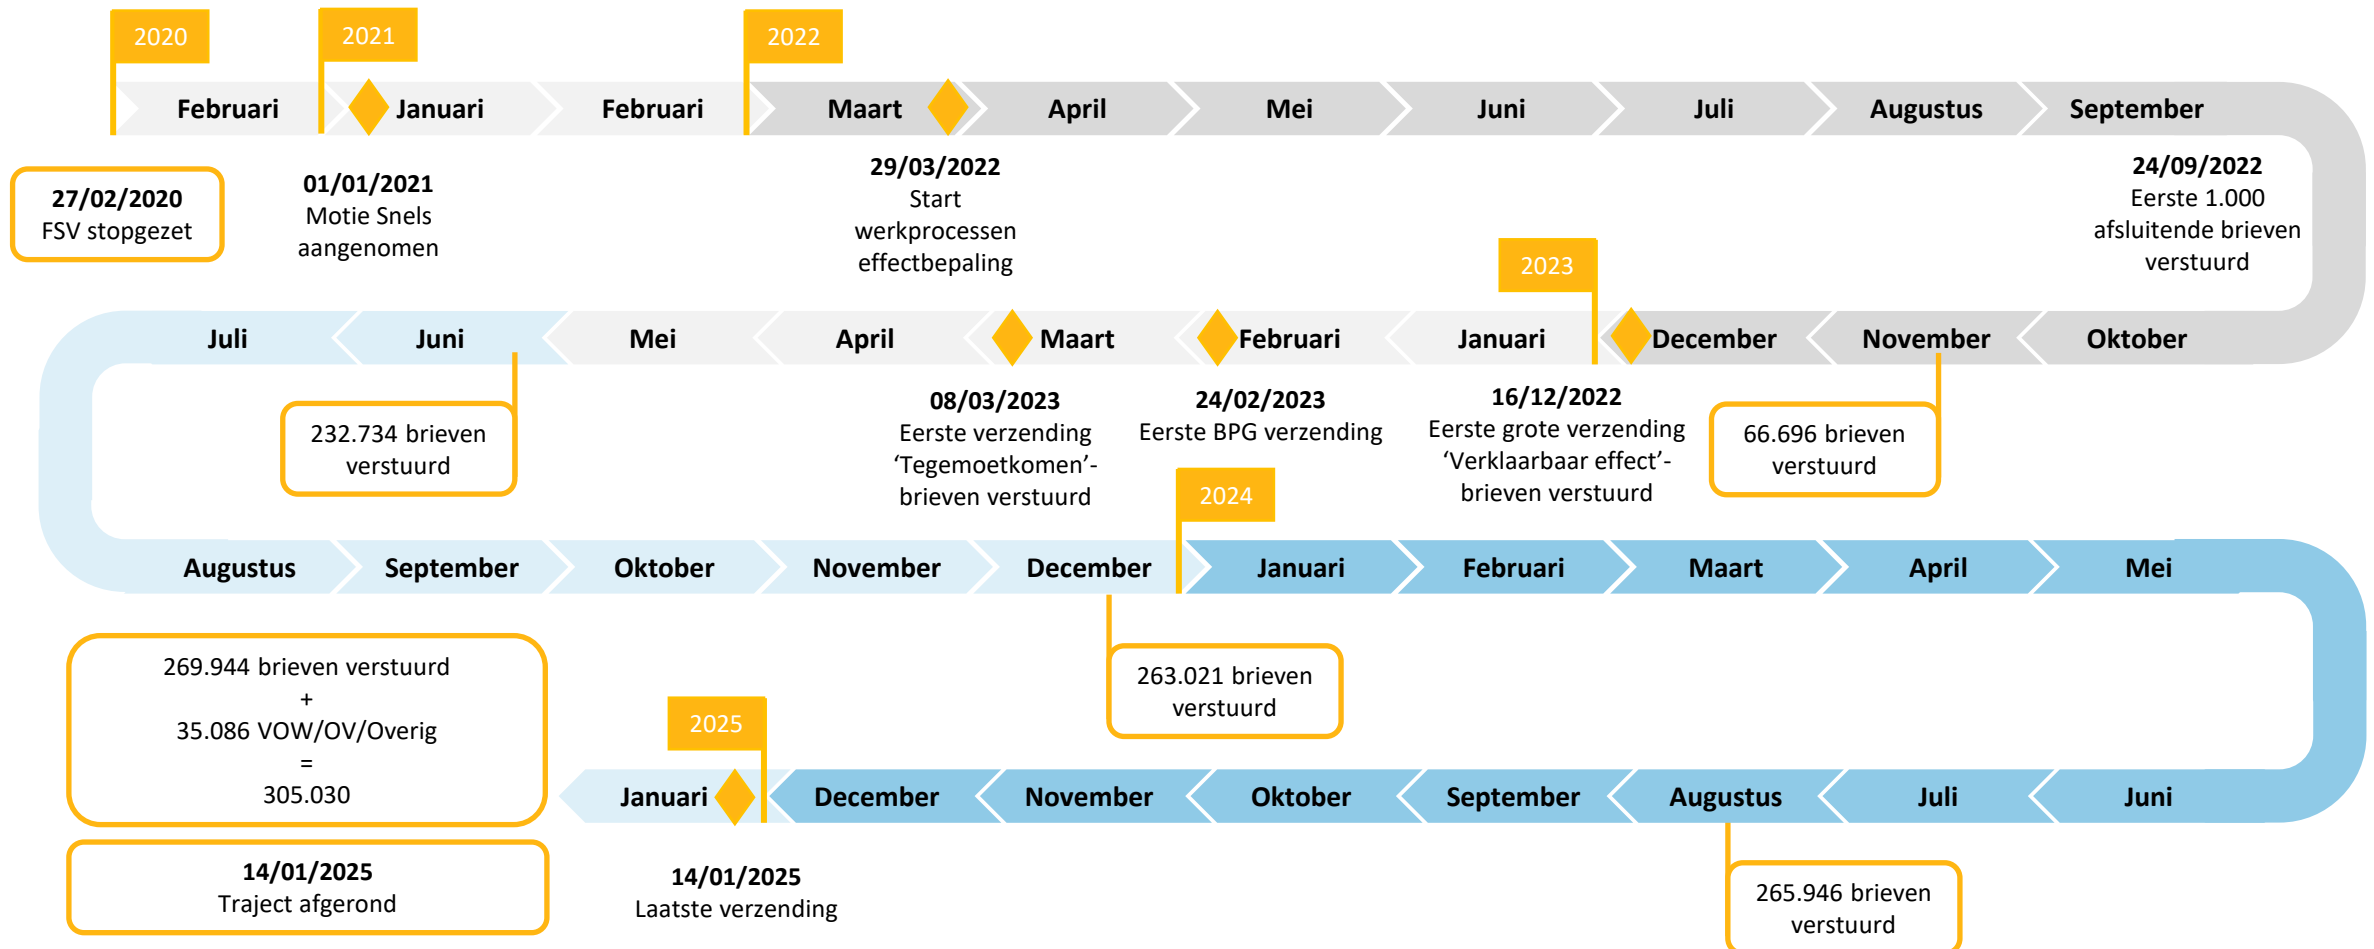 2020
2021
2022
Februari
Januari
Februari
Maart
April
Mei
Juni
Juli
Augustus
September
27/02/2020
FSV stopgezet
01/01/2021
Motie Snels
aangenomen
29/03/2022
Start
werkprocessen
effectbepaling
24/09/2022
Eerste 1.000
afsluitende brieven
verstuurd
2023
Juli
Juni
Mei
April
Maart
Februari
Januari
December
November
Oktober
232.734 brieven
verstuurd
08/03/2023
Eerste verzending
‘Tegemoetkomen’-
brieven verstuurd
24/02/2023
Eerste BPG verzending
16/12/2022
Eerste grote verzending
‘Verklaarbaar effect’-
brieven verstuurd
66.696 brieven
verstuurd
2024
Augustus
September
Oktober
November
December
Januari
Februari
Maart
April
Mei
269.944 brieven verstuurd
+
35.086 VOW/OV/Overig
=
305.030
263.021 brieven
verstuurd
2025
Januari
December
November
Oktober
September
Augustus
Juli
Juni
14/01/2025
Traject afgerond
14/01/2025
Laatste verzending
265.946 brieven
verstuurd